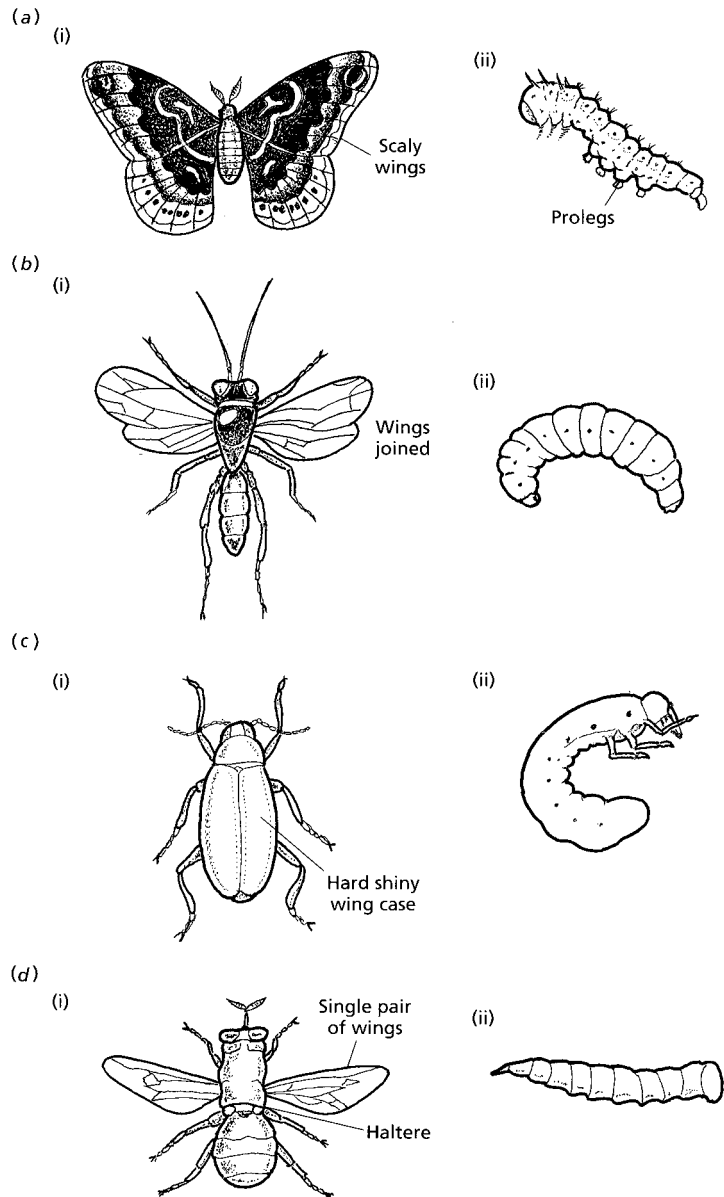 (a)
(i)
(ii)
Scaly
wings
Prolegs
(b)
(i)
(ii)
Wings
joined
(c)
(i)
(ii)
Hard shiny
wing case
(d)
(i)
Single pair
of wings
(ii)
Haltere